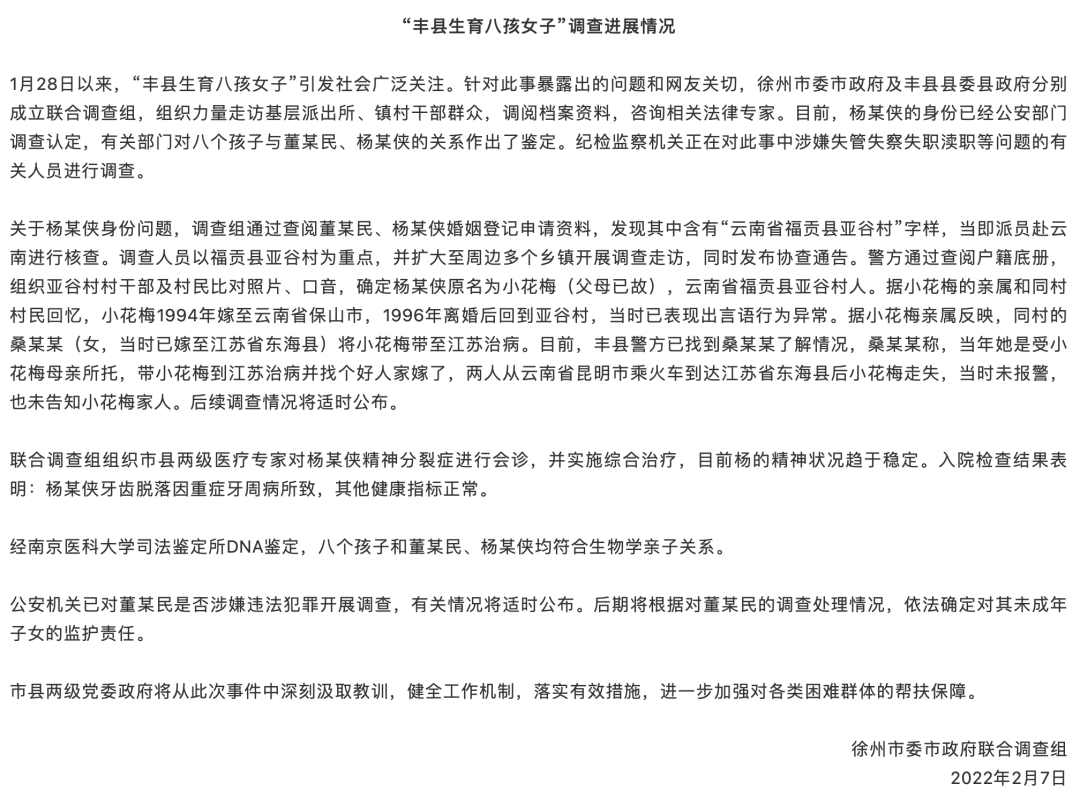 “丰县生育八孩女子”调查进展情况
1月28日以来，“丰县生育八孩女子”引发社会广泛关注。针对此事暴露出的问题和网友关切，徐州市委市政府及丰县县委县政府分别
成立联合调查组，组织力量走访基层派出所、镇村干部群众，调阅档案资料，咨询相关法律专家。目前，杨某侠的身份已经公安部门
调查认定，有关部门对八个孩子与董某民、杨某侠的关系作出了鉴定。纪检监察机关正在对此事中涉嫌失管失察失职渎职等问题的有
关人员进行调查。
关于杨某侠身份问题，调查组通过查阅董某民、杨某侠婚姻登记申请资料，发现其中含有“云南省福贡县亚谷村”字样，当即派员赴云
南进行核查。调查人员以福贡县亚谷村为重点，并扩大至周边多个乡镇开展调查走访，同时发布协查通告。警方通过查阅户籍底册，
组织亚谷村村干部及村民比对照片、口音，确定杨某侠原名为小花梅（父母已故），云南省福贡县亚谷村人。据小花梅的亲属和同村
村民回忆，小花梅1994年嫁至云南省保山市，1996年离婚后回到亚谷村，当时已表现出言语行为异常。据小花梅亲属反映，同村的
桑某某（女，当时已嫁至江苏省东海县）将小花梅带至江苏治病。目前，丰县警方已找到桑某某了解情况，桑某某称，当年她是受小
花梅母亲所托，带小花梅到江苏治病并找个好人家嫁了，两人从云南省昆明市乘火车到达江苏省东海县后小花梅走失，当时未报警，
也未告知小花梅家人。后续调查情况将适时公布。
联合调查组组织市县两级医疗专家对杨某侠精神分裂症进行会诊，并实施综合治疗，目前杨的精神状况趋于稳定。入院检查结果表
明：杨某侠牙齿脱落因重症牙周病所致，其他健康指标正常。
经南京医科大学司法鉴定所DNA鉴定，八个孩子和董某民、杨某侠均符合生物学亲子关系。
公安机关已对董某民是否涉嫌违法犯罪开展调查，有关情况将适时公布。后期将根据对董某民的调查处理情况，依法确定对其未成年
子女的监护责任。
市县两级党委政府将从此次事件中深刻汲取教训，健全工作机制，落实有效措施，进一步加强对各类困难群体的帮扶保障。
徐州市委市政府联合调查组
2022年2月7日